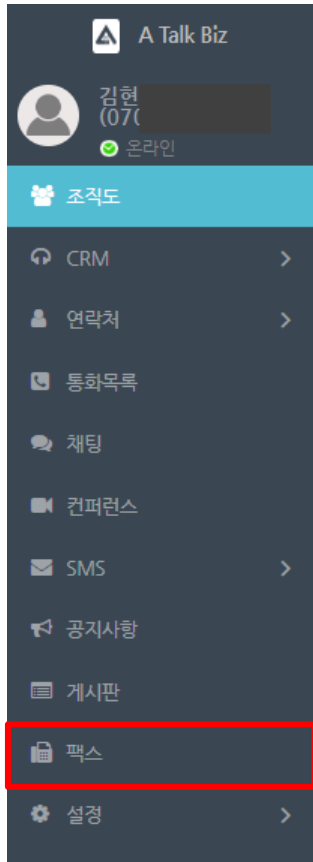 A Talk Biz
김현
(070
온라인
조직도
CRM
연락처
통화목록
채팅
컨퍼런스
SMS
공지사항
게시판
팩스
설정